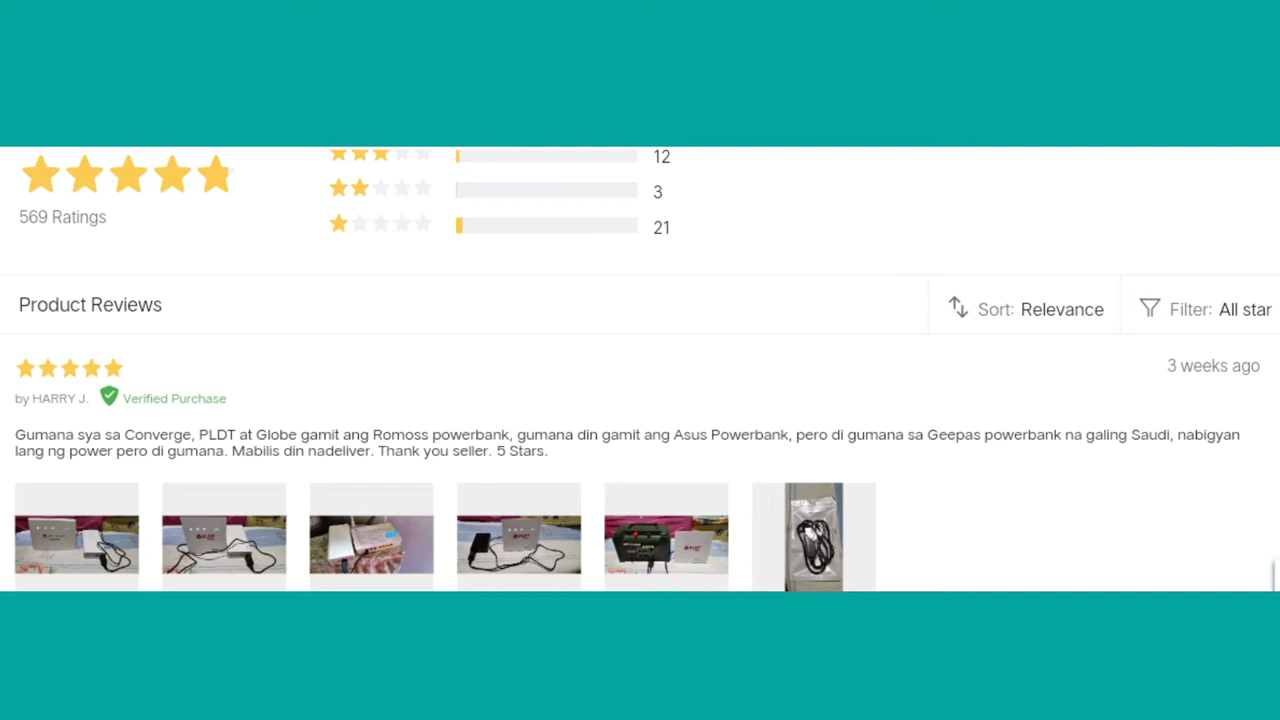 12
569 Ratings
3
21
Product Reviews
Sort: Relevance
Filter: All star
3 weeks ago
by HARRY J. Verified Purchase
Gumana sya sa Converge, PLDT at Globe gamit ang Romoss powerbank, gumana din gamit ang Asus Powerbank, pero di gumana sa Geepas powerbank na galing Saudi, nabigyan
lang ng power pero di gumana. Mabilis din nadeliver. Thank you seller. 5 Stars.
PLDT
PLDT
PLDT